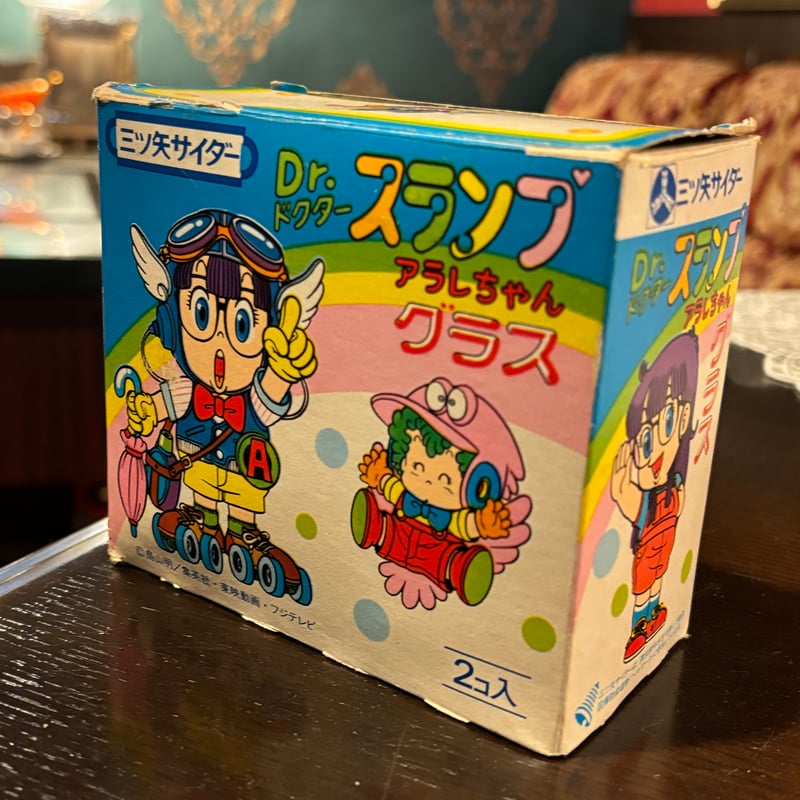 三ツ矢サイダー
Dr.
ドクター
スランプ
アラレちゃん
グラス
A
©鳥山明／集英社・東映動画・フジテレビ
2コ入
三ツ矢サイダー
Dr.
ドクター
スランプ
アラレちゃん
グラス